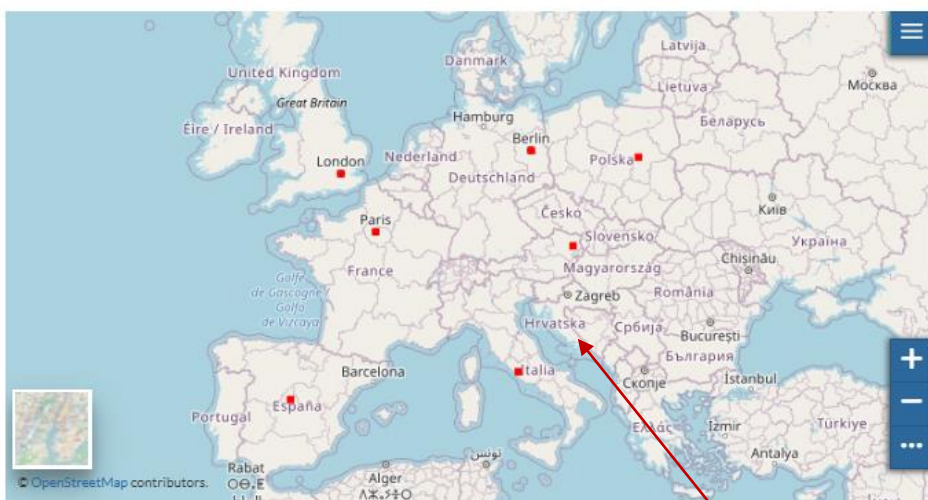 Latvija
Danmark
Москва
United Kingdom
Lietuva
Great Britain
Hamburg
Беларусь
Éire / Ireland
Berlin
London
Nederland
Polska
Deutschland
Київ
Česko
Paris
Slovensko
Україна
Chișinău
France
Magyarország
Golfe
de Gascogne
Golfo
de Vizcaya
Zagreb
România
Hrvatska
Србија
București
България
Barcelona
Italia
Скопје
İstanbul
España
Portugal
Ελλάς
İzmir
Türkiye
Antalya
تونس
Rabat
Alger
© OpenStreetMap contributors.
+
−